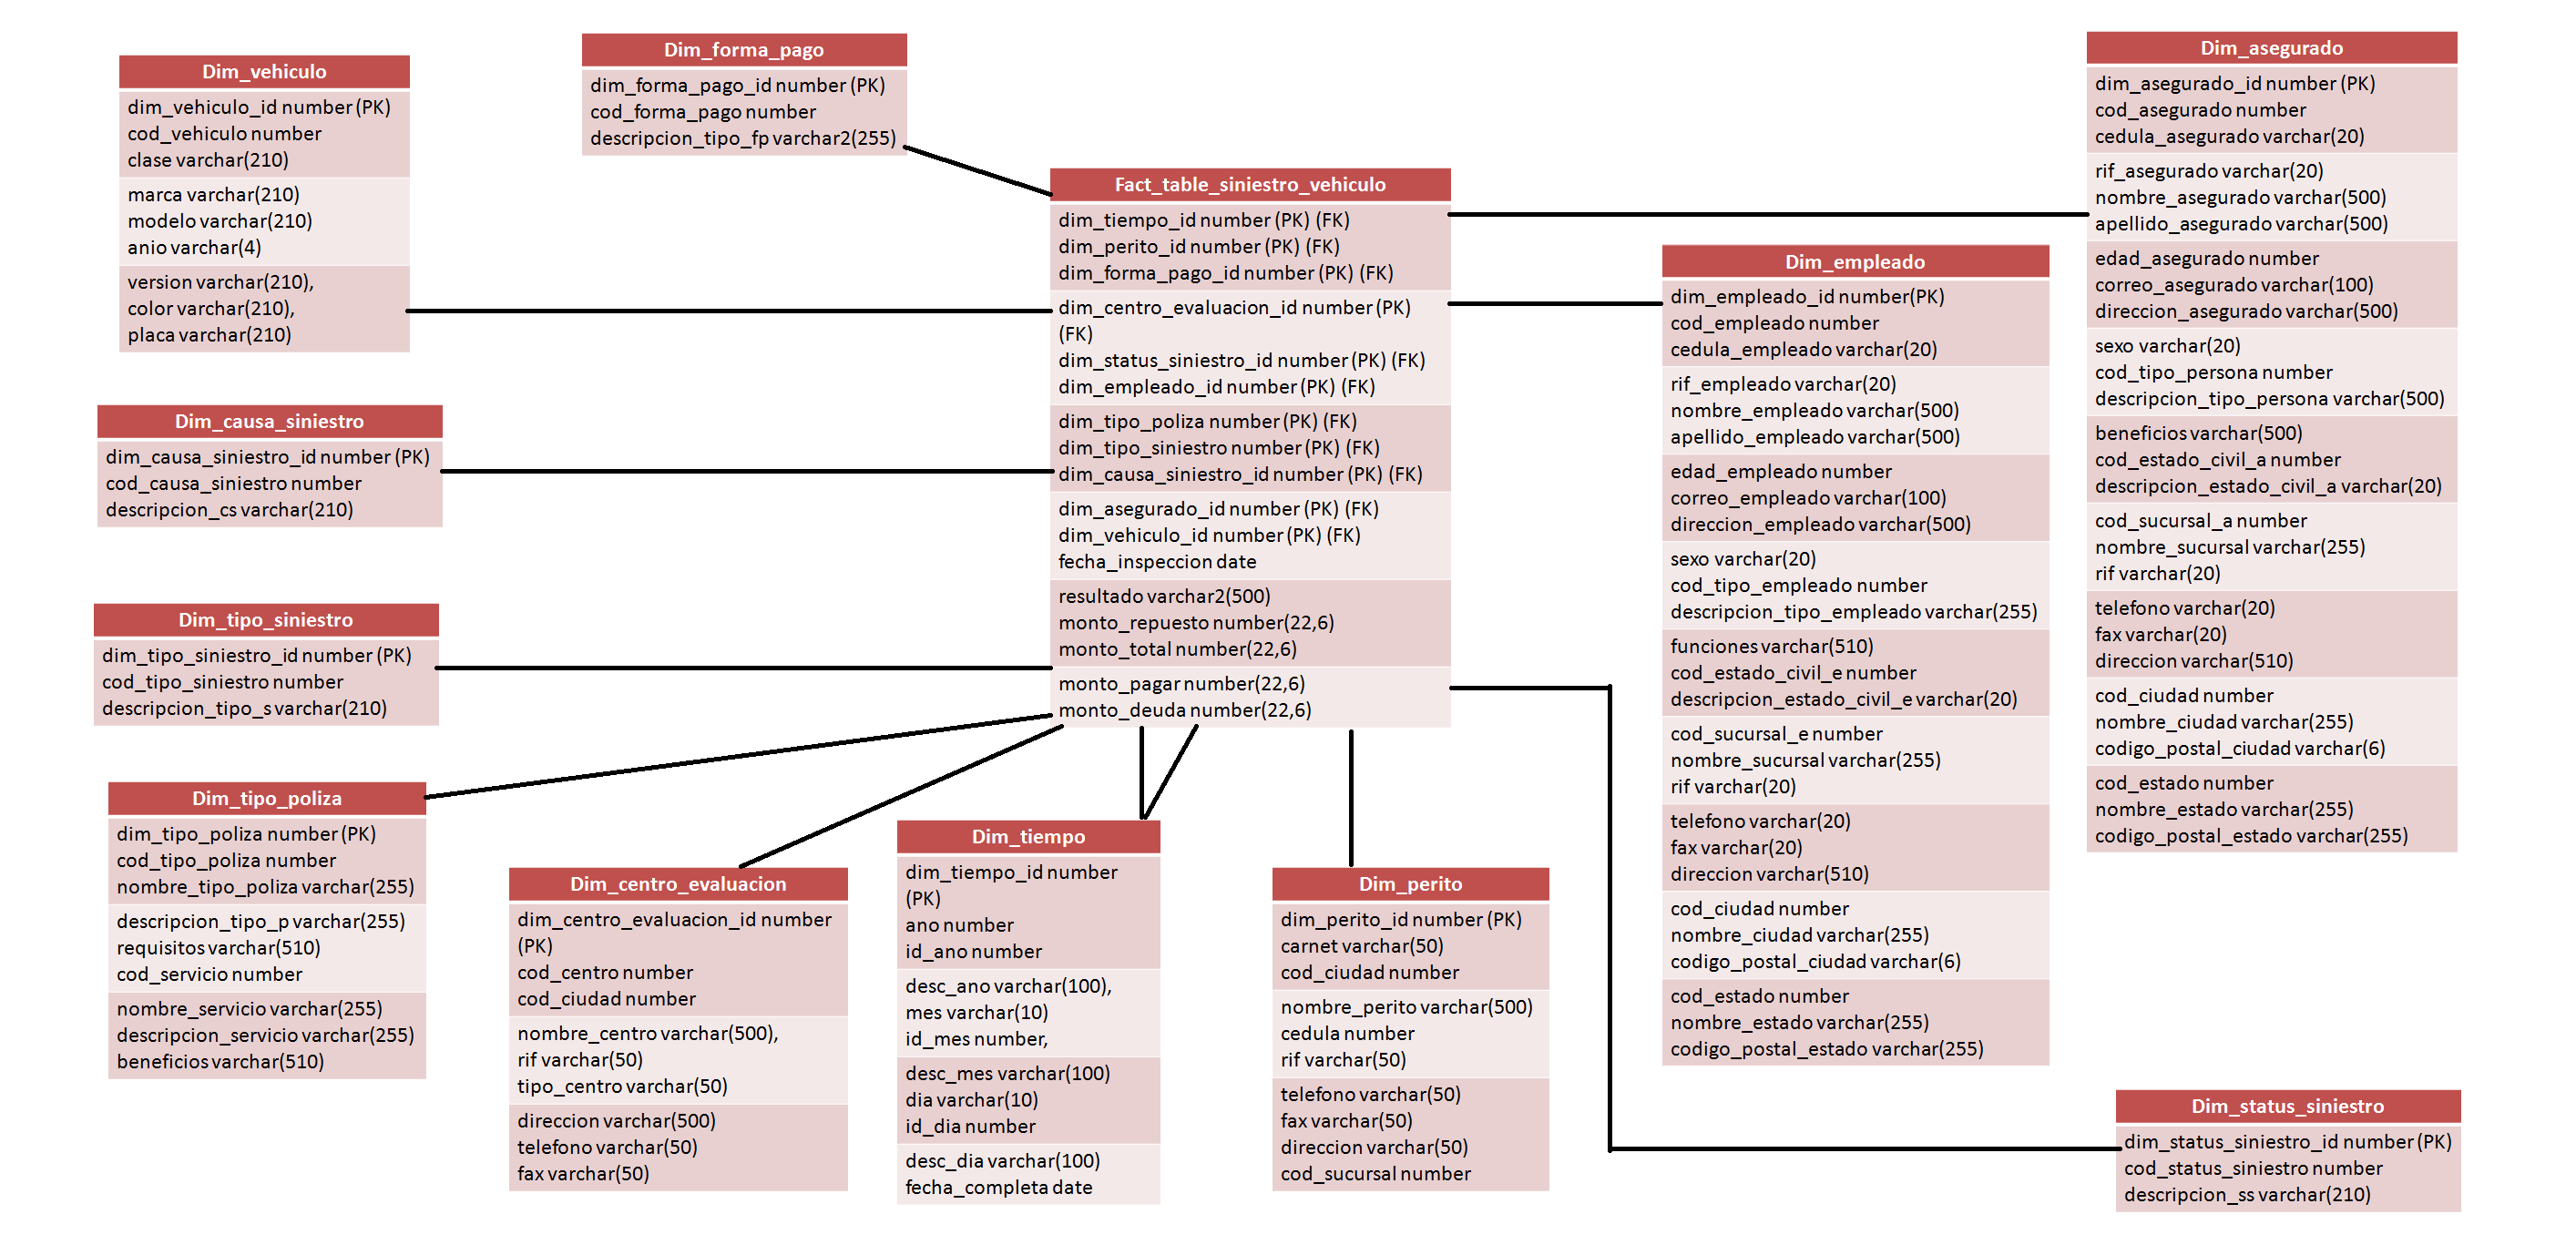 Dim_vehiculo
dim_vehiculo_id number (PK)
cod_vehiculo number
clase varchar(210)
marca varchar(210)
modelo varchar(210)
anio varchar(4)
version varchar(210),
color varchar(210),
placa varchar(210)
Dim_forma_pago
dim_forma_pago_id number (PK)
cod_forma_pago number
descripcion_tipo_fp varchar2(255)
Fact_table_siniestro_vehiculo
dim_tiempo_id number (PK) (FK)
dim_perito_id number (PK) (FK)
dim_forma_pago_id number (PK) (FK)
dim_centro_evaluacion_id number (PK)
(FK)
dim_status_siniestro_id number (PK) (FK)
dim_empleado_id number (PK) (FK)
dim_tipo_poliza number (PK) (FK)
dim_tipo_siniestro number (PK) (FK)
dim_causa_siniestro_id number (PK) (FK)
dim_asegurado_id number (PK) (FK)
dim_vehiculo_id number (PK) (FK)
fecha_inspeccion date
resultado varchar2(500)
monto_repuesto number(22,6)
monto_total number(22,6)
monto_pagar number(22,6)
monto_deuda number(22,6)
Dim_empleado
dim_empleado_id number(PK)
cod_empleado number
cedula_empleado varchar(20)
rif_empleado varchar(20)
nombre_empleado varchar(500)
apellido_empleado varchar(500)
edad_empleado number
correo_empleado varchar(100)
direccion_empleado varchar(500)
sexo varchar(20)
cod_tipo_empleado number
descripcion_tipo_empleado varchar(255)
funciones varchar(510)
cod_estado_civil_e number
descripcion_estado_civil_e varchar(20)
cod_sucursal_e number
nombre_sucursal varchar(255)
rif varchar(20)
telefono varchar(20)
fax varchar(20)
direccion varchar(510)
cod_ciudad number
nombre_ciudad varchar(255)
codigo_postal_ciudad varchar(6)
cod_estado number
nombre_estado varchar(255)
codigo_postal_estado varchar(255)
Dim_asegurado
dim_asegurado_id number (PK)
cod_asegurado number
cedula_asegurado varchar(20)
rif_asegurado varchar(20)
nombre_asegurado varchar(500)
apellido_asegurado varchar(500)
edad_asegurado number
correo_asegurado varchar(100)
direccion_asegurado varchar(500)
sexo varchar(20)
cod_tipo_persona number
descripcion_tipo_persona varchar(500)
beneficios varchar(500)
cod_estado_civil_a number
descripcion_estado_civil_a varchar(20)
cod_sucursal_a number
nombre_sucursal varchar(255)
rif varchar(20)
telefono varchar(20)
fax varchar(20)
direccion varchar(510)
cod_ciudad number
nombre_ciudad varchar(255)
codigo_postal_ciudad varchar(6)
cod_estado number
nombre_estado varchar(255)
codigo_postal_estado varchar(255)
Dim_causa_siniestro
dim_causa_siniestro_id number (PK)
cod_causa_siniestro number
descripcion_cs varchar(210)
Dim_tipo_siniestro
dim_tipo_siniestro_id number (PK)
cod_tipo_siniestro number
descripcion_tipo_s varchar(210)
Dim_tipo_poliza
dim_tipo_poliza number (PK)
cod_tipo_poliza number
nombre_tipo_poliza varchar(255)
descripcion_tipo_p varchar(255)
requisitos varchar(510)
cod_servicio number
nombre_servicio varchar(255)
descripcion_servicio varchar(255)
beneficios varchar(510)
Dim_centro_evaluacion
dim_centro_evaluacion_id number
(PK)
cod_centro number
cod_ciudad number
nombre_centro varchar(500),
rif varchar(50)
tipo_centro varchar(50)
direccion varchar(500)
telefono varchar(50)
fax varchar(50)
Dim_tiempo
dim_tiempo_id number
(PK)
ano number
id_ano number
desc_ano varchar(100),
mes varchar(10)
id_mes number,
desc_mes varchar(100)
dia varchar(10)
id_dia number
desc_dia varchar(100)
fecha_completa date
Dim_perito
dim_perito_id number (PK)
carnet varchar(50)
cod_ciudad number
nombre_perito varchar(500)
cedula number
rif varchar(50)
telefono varchar(50)
fax varchar(50)
direccion varchar(50)
cod_sucursal number
Dim_status_siniestro
dim_status_siniestro_id number (PK)
cod_status_siniestro number
descripcion_ss varchar(210)